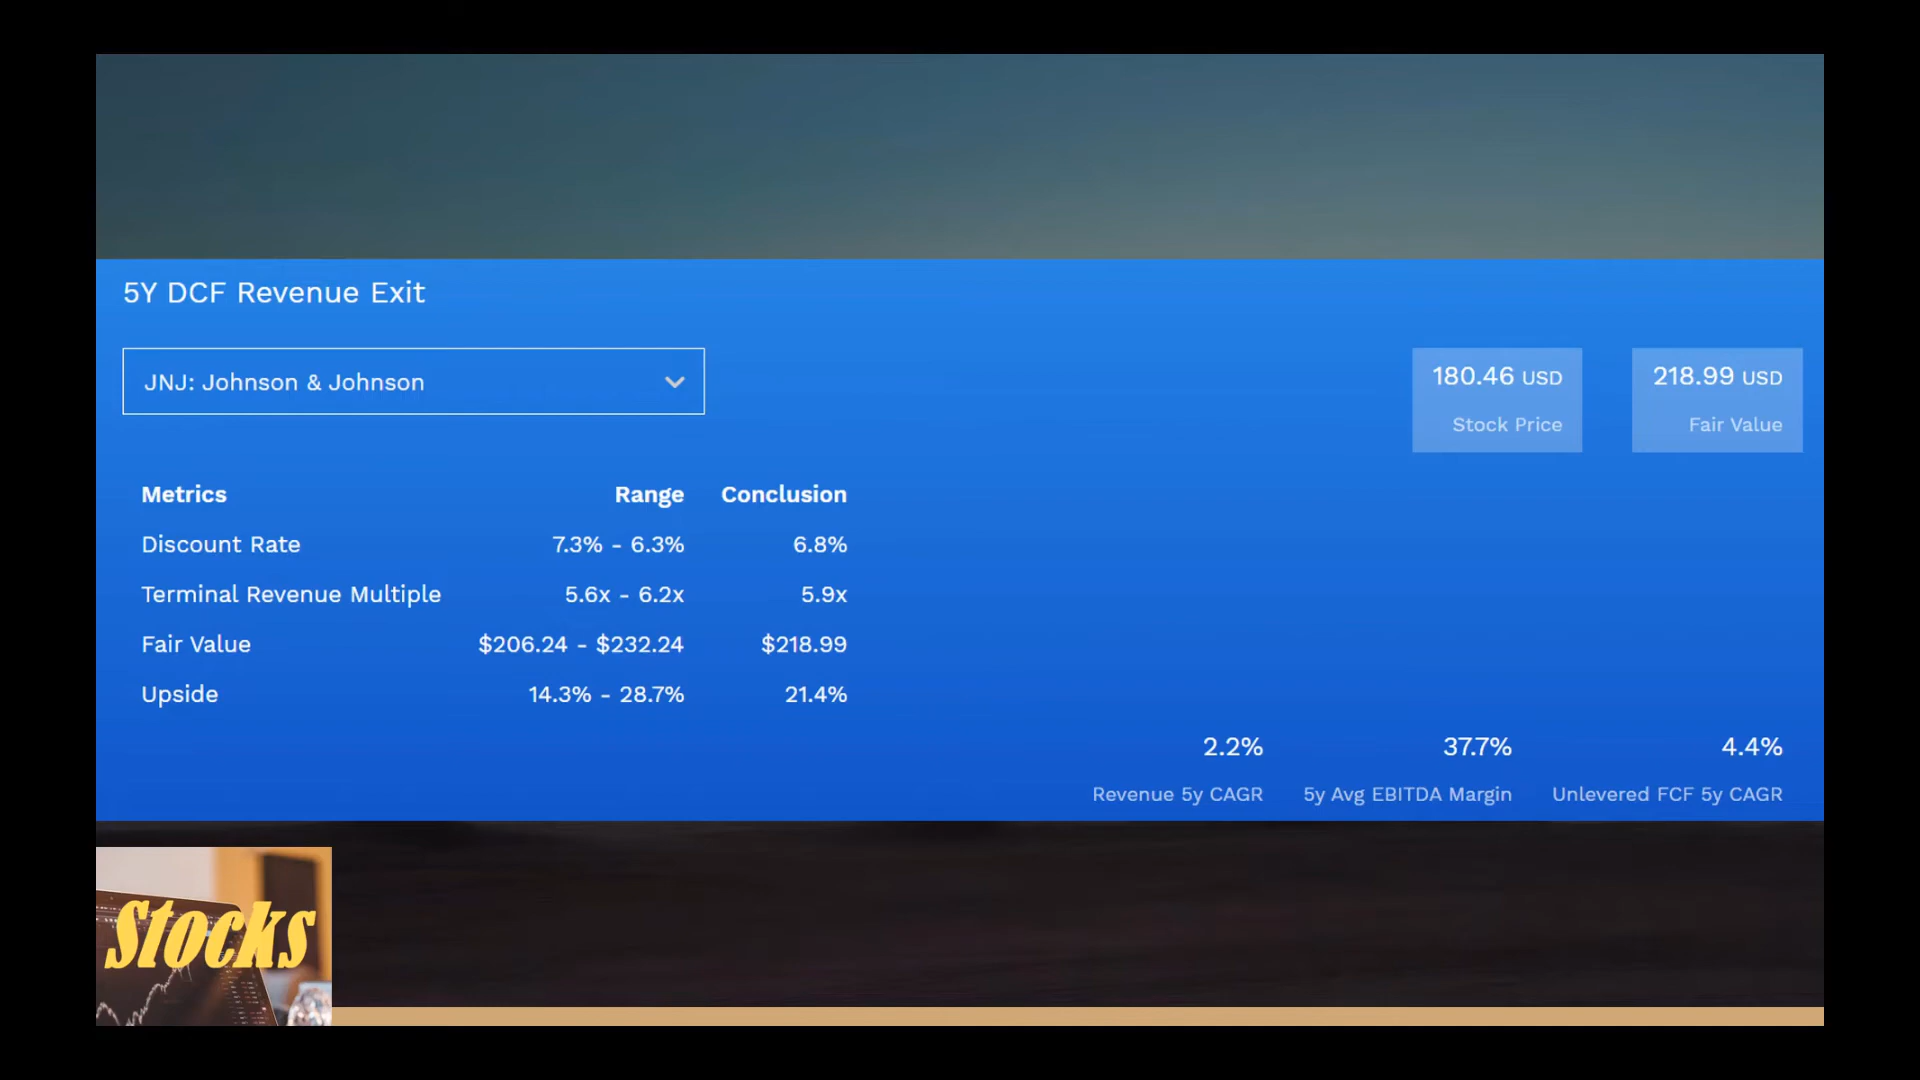 5Y DCF Revenue Exit
JNJ: Johnson & Johnson
180.46 USD
Stock Price
218.99 USD
Fair Value
Metrics Range Conclusion
Discount Rate 7.3% - 6.3% 6.8%
Terminal Revenue Multiple 5.6x - 6.2x 5.9x
Fair Value $206.24 - $232.24 $218.99
Upside 14.3% - 28.7% 21.4%
2.2% 37.7% 4.4%
Revenue 5y CAGR 5y Avg EBITDA Margin Unlevered FCF 5y CAGR
Stocks